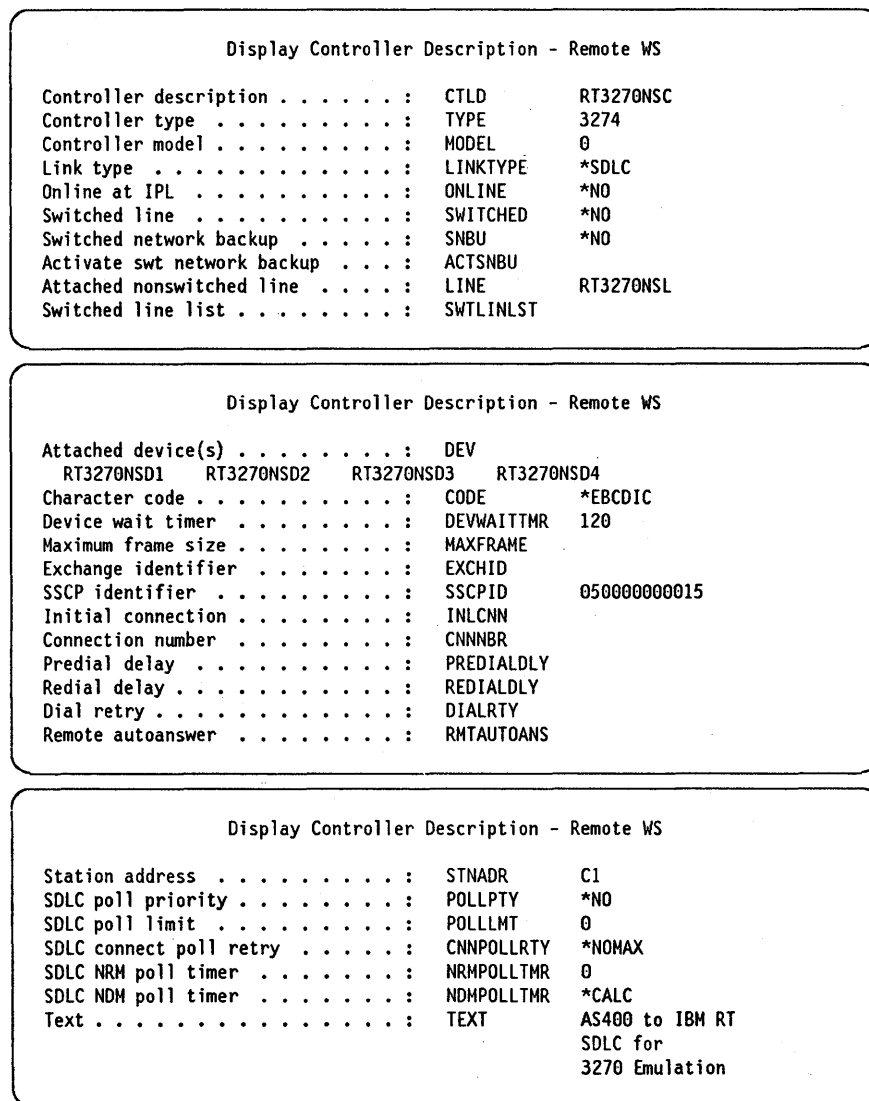 Display Controller Description - Remote WS
Controller description . . . . . . : CTLD RT3270NSC
Controller type . . . . . . . . . . : TYPE 3274
Controller model . . . . . . . . . : MODEL 0
Link type . . . . . . . . . . . . : LINKTYPE *SDLC
Online at IPL . . . . . . . . . . : ONLINE *NO
Switched line . . . . . . . . . . : SWITCHED *NO
Switched network backup . . . . . : SNBU *NO
Activate swt network backup . . . : ACTSNBU
Attached nonswitched line . . . . : LINE RT3270NSL
Switched line list . . . . . . . . : SWTLINLST
Display Controller Description - Remote WS
Attached device(s) . . . . . . . . : DEV
RT3270NSD1 RT3270NSD2 RT3270NSD3 RT3270NSD4
Character code . . . . . . . . . . : CODE *EBCDIC
Device wait timer . . . . . . . . : DEVWAITTMR 120
Maximum frame size . . . . . . . . : MAXFRAME
Exchange identifier . . . . . . . : EXCHID
SSCP identifier . . . . . . . . . : SSCPID 050000000015
Initial connection . . . . . . . . : INLCNN
Connection number . . . . . . . . : CNNNBR
Predial delay . . . . . . . . . . : PREDIALDLY
Redial delay . . . . . . . . . . . : REDIALDLY
Dial retry . . . . . . . . . . . . : DIALRTY
Remote autoanswer . . . . . . . . : RMTAUTOANS
Display Controller Description - Remote WS
Station address . . . . . . . . . : STNADR C1
SDLC poll priority . . . . . . . . : POLLPTY *NO
SDLC poll limit . . . . . . . . . : POLLLMT 0
SDLC connect poll retry . . . . . : CNNPOLLRTY *NOMAX
SDLC NRM poll timer . . . . . . . : NRMPOLLTMR 0
SDLC NDM poll timer . . . . . . . : NDMPOLLTMR *CALC
Text . . . . . . . . . . . . . . . : TEXT AS400 to IBM RT
SDLC for
3270 Emulation